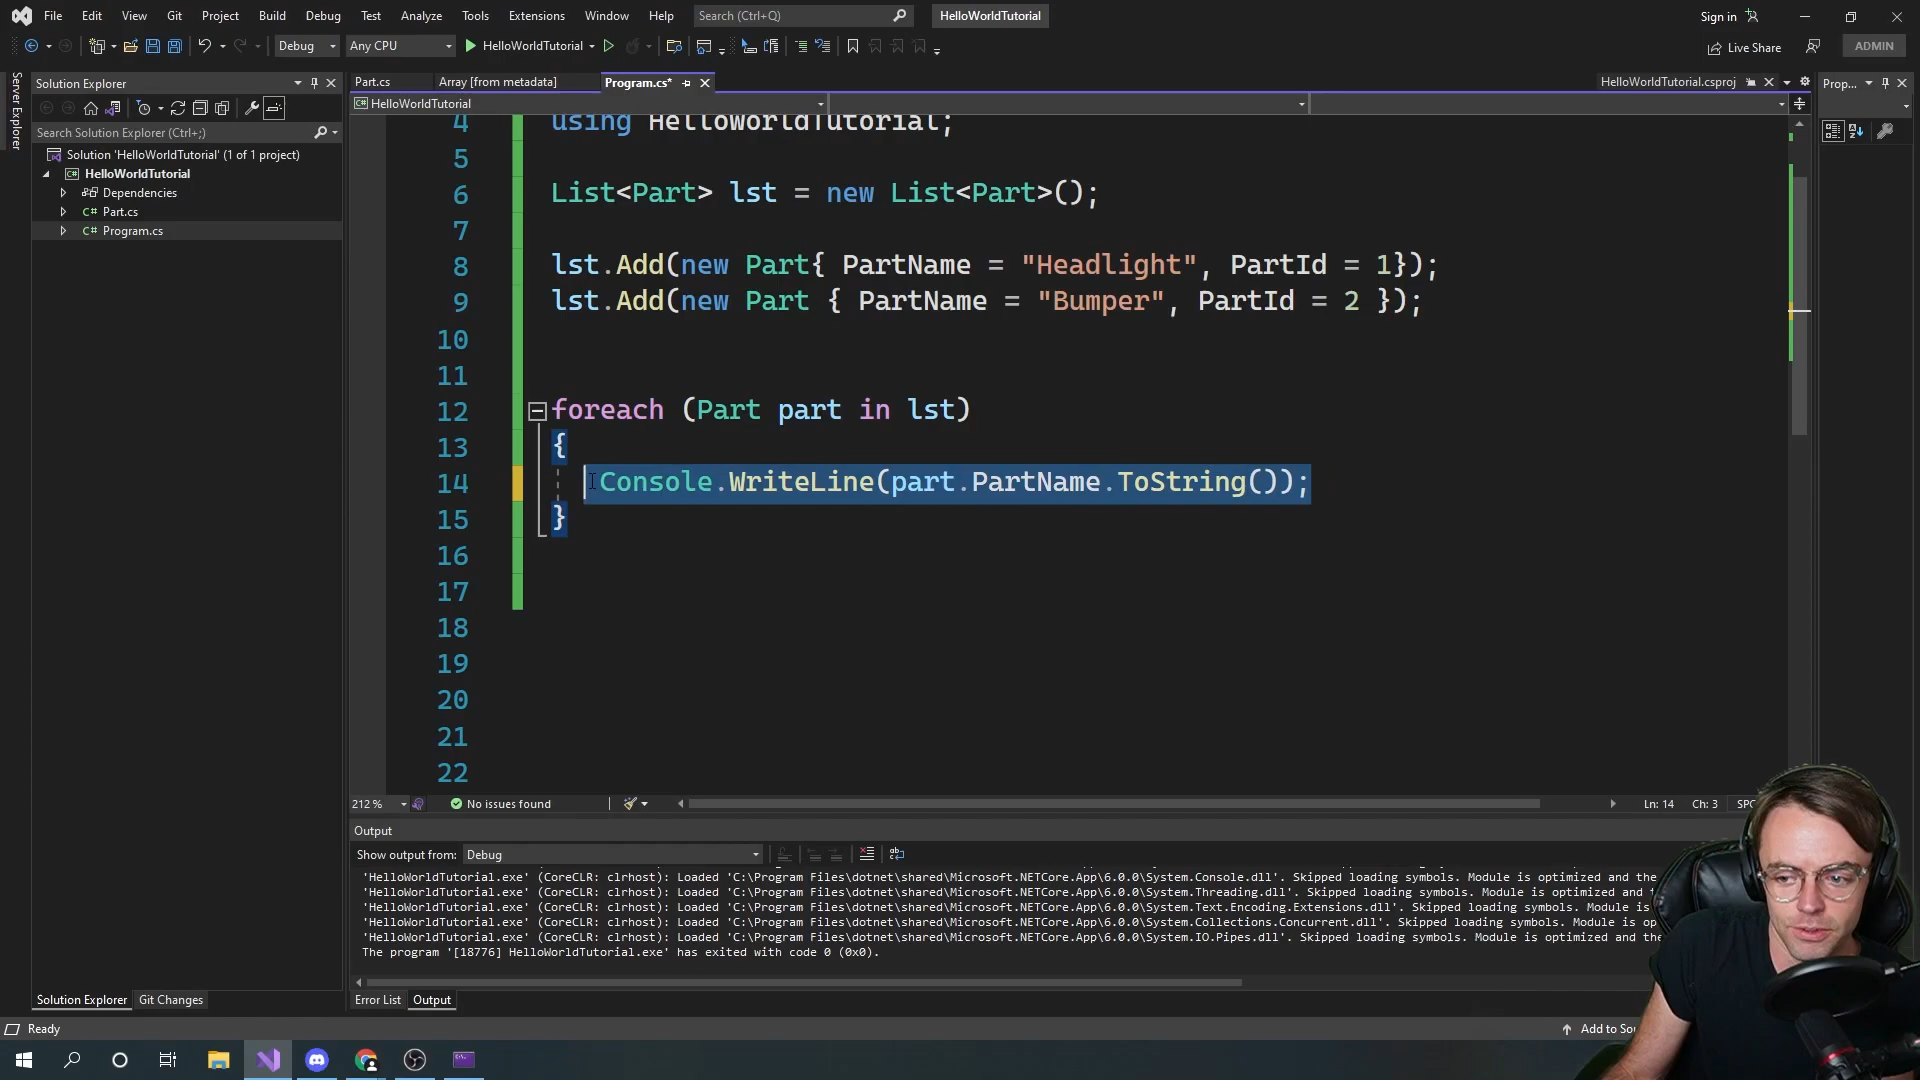 File Edit View Git Project Build Debug Test Analyze Tools Extensions Window Help Search (Ctrl+Q) HelloWorldTutorial Sign in
Debug Any CPU HelloWorldTutorial Live Share ADMIN
Server Explorer
Solution Explorer
Search Solution Explorer (Ctrl+;)
Solution 'HelloWorldTutorial' (1 of 1 project)
HelloWorldTutorial
Dependencies
C# Part.cs
C# Program.cs
Solution Explorer Git Changes
Part.cs Array [from metadata] Program.cs* HelloWorldTutorial.csproj Prop...
HelloWorldTutorial
4 using HelloWorldTutorial;
5
6 List<Part> lst = new List<Part>();
7
8 lst.Add(new Part{ PartName = "Headlight", PartId = 1});
9 lst.Add(new Part { PartName = "Bumper", PartId = 2 });
10
11
12 foreach (Part part in lst)
13 {
14 Console.WriteLine(part.PartName.ToString());
15 }
16
17
18
19
20
21
22
212 % No issues found Ln: 14 Ch: 3 SPC
Output
Show output from: Debug
'HelloWorldTutorial.exe' (CoreCLR: clrhost): Loaded 'C:\Program Files\dotnet\shared\Microsoft.NETCore.App\6.0.0\System.Console.dll'. Skipped loading symbols. Module is optimized and the
'HelloWorldTutorial.exe' (CoreCLR: clrhost): Loaded 'C:\Program Files\dotnet\shared\Microsoft.NETCore.App\6.0.0\System.Threading.dll'. Skipped loading symbols. Module is optimized and
'HelloWorldTutorial.exe' (CoreCLR: clrhost): Loaded 'C:\Program Files\dotnet\shared\Microsoft.NETCore.App\6.0.0\System.Text.Encoding.Extensions.dll'. Skipped loading symbols. Module is
'HelloWorldTutorial.exe' (CoreCLR: clrhost): Loaded 'C:\Program Files\dotnet\shared\Microsoft.NETCore.App\6.0.0\System.Collections.Concurrent.dll'. Skipped loading symbols. Module is
'HelloWorldTutorial.exe' (CoreCLR: clrhost): Loaded 'C:\Program Files\dotnet\shared\Microsoft.NETCore.App\6.0.0\System.IO.Pipes.dll'. Skipped loading symbols. Module is optimized and the
The program '[18776] HelloWorldTutorial.exe' has exited with code 0 (0x0).
Error List Output
Ready Add to